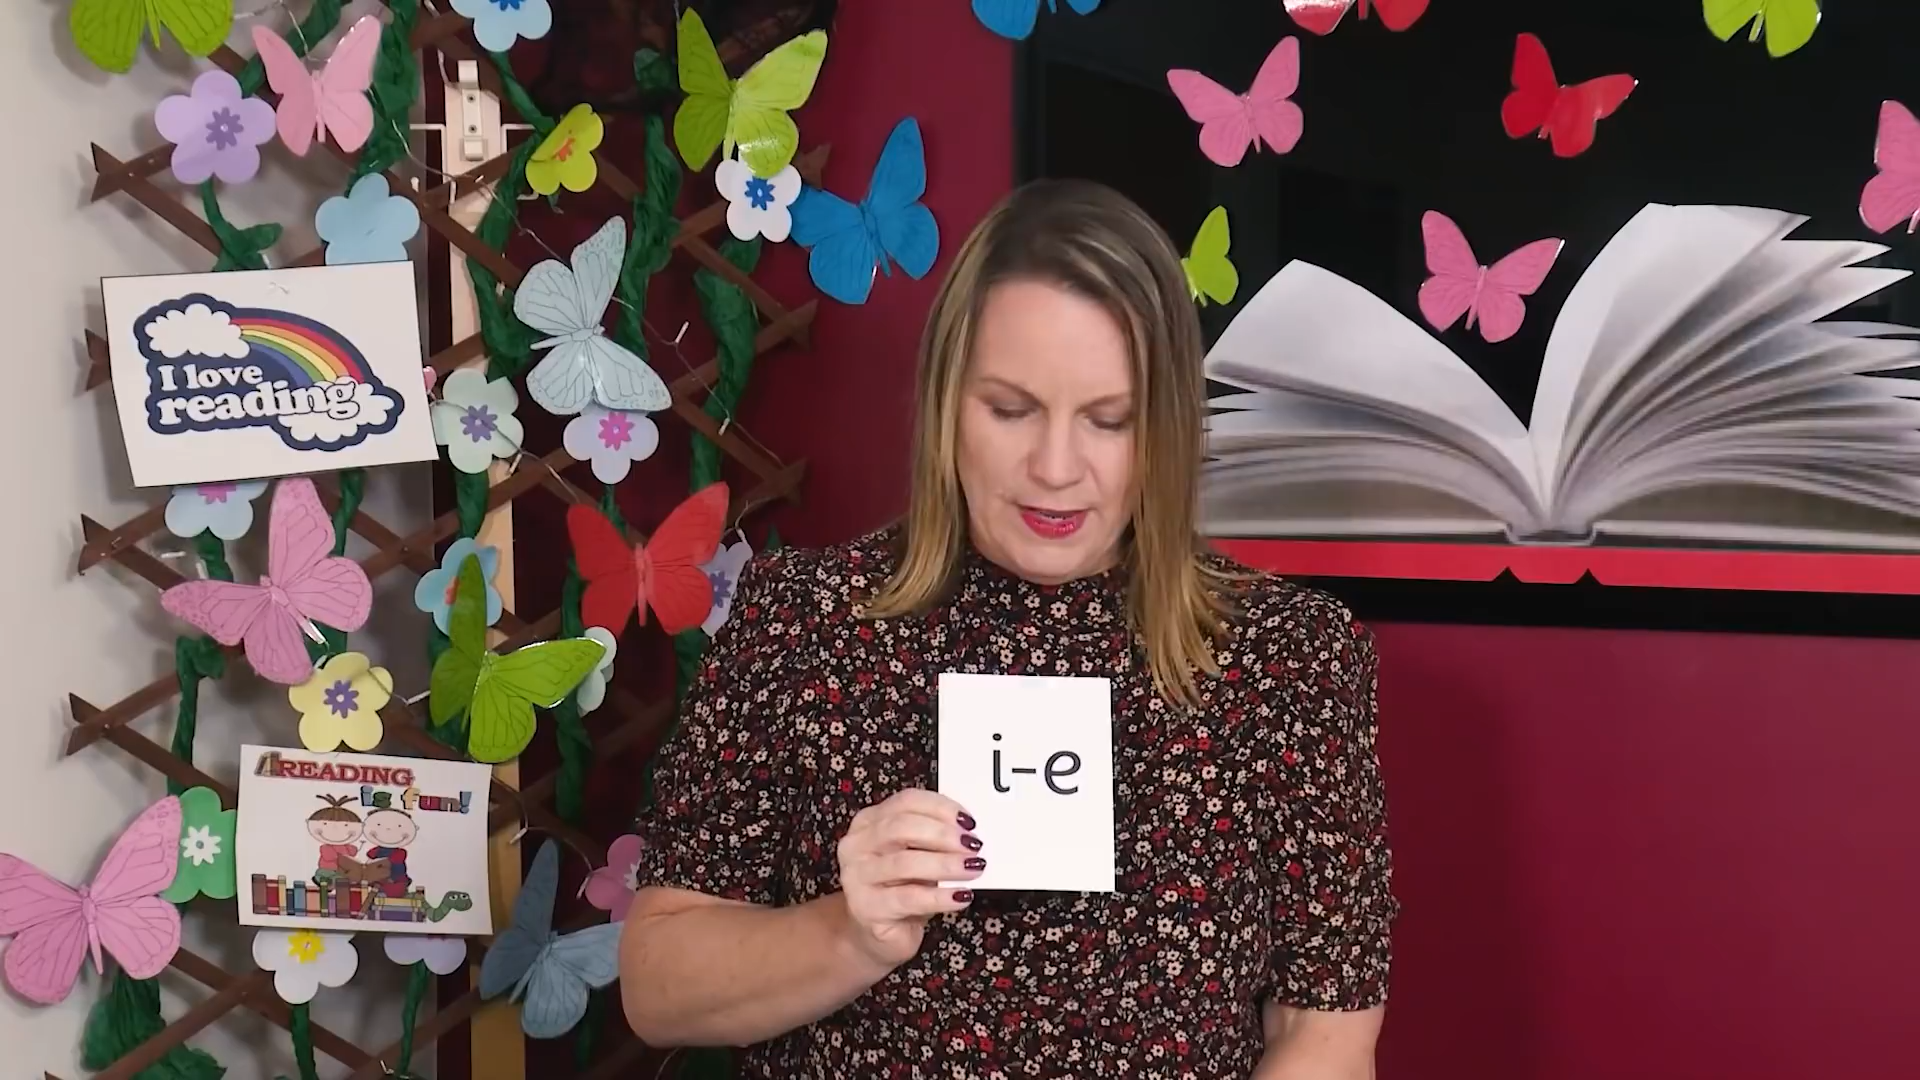 I love
reading
READING
is fun!
i-e